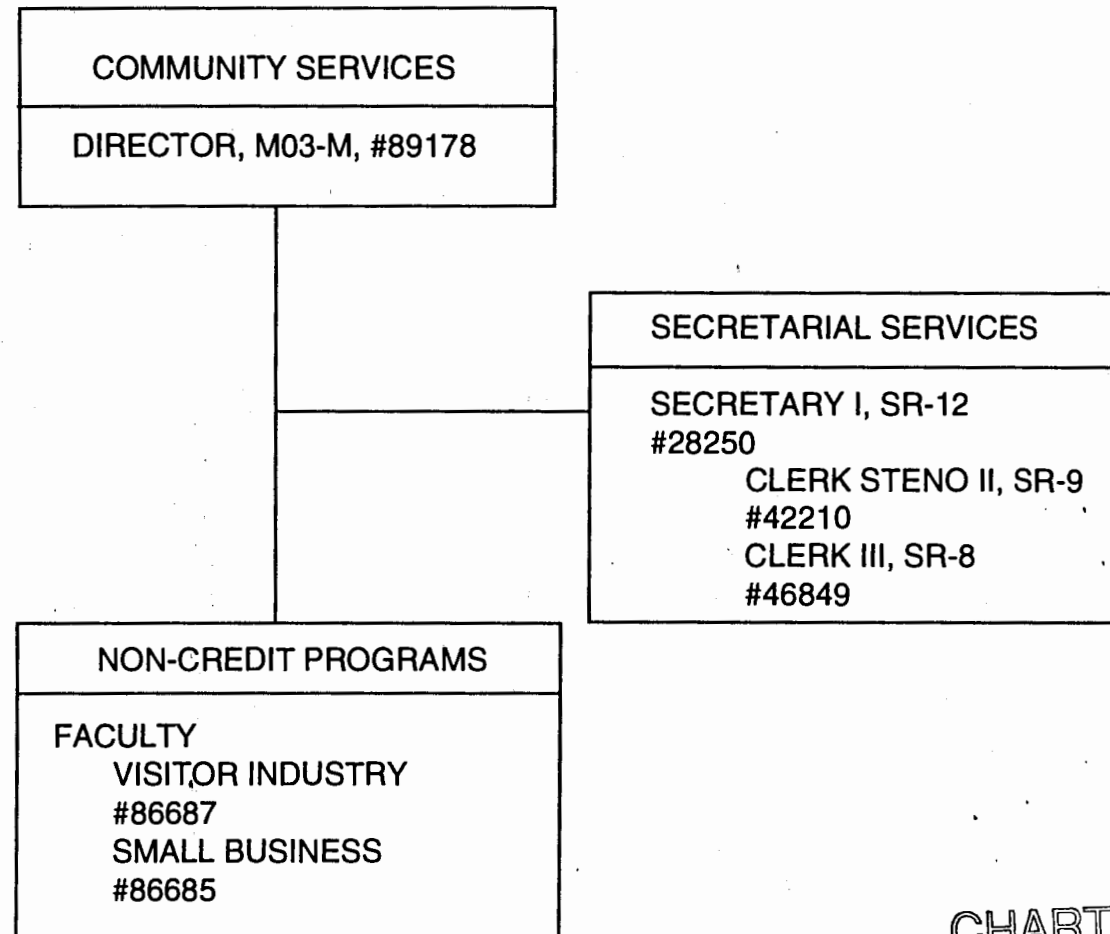 COMMUNITY SERVICES
DIRECTOR, M03-M, #89178
SECRETARIAL SERVICES
SECRETARY I, SR-12
#28250
CLERK STENO II, SR-9
#42210
CLERK III, SR-8
#46849
NON-CREDIT PROGRAMS
FACULTY
VISITOR INDUSTRY
#86687
SMALL BUSINESS
#86685
CHART